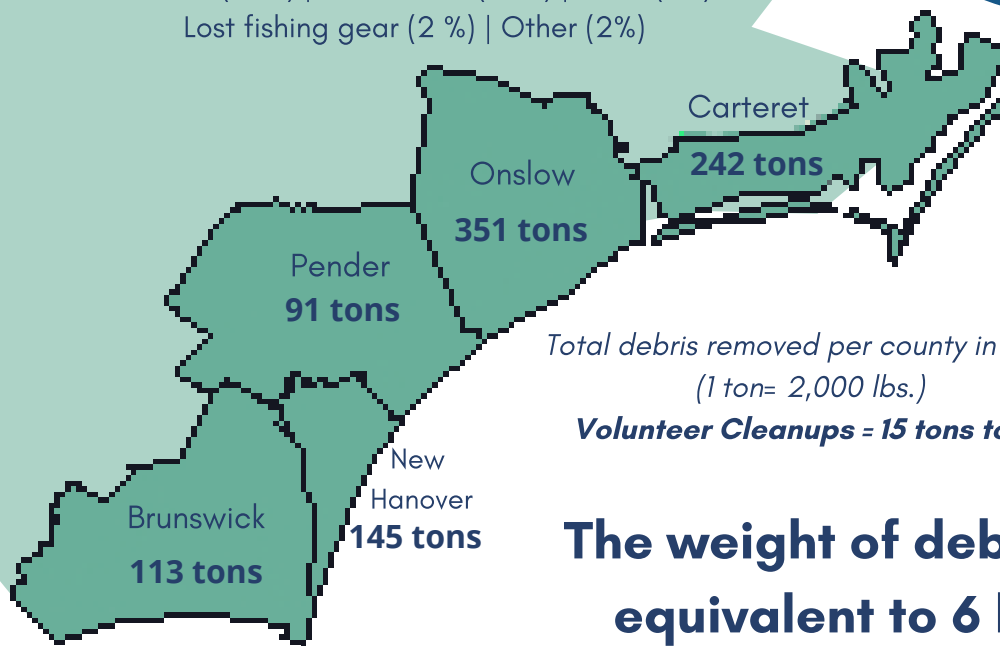 Lost fishing gear (2 %) | Other (2%)
Carteret
242 tons
Onslow
351 tons
Pender
91 tons
Total debris removed per county in
(1 ton= 2,000 lbs.)
Volunteer Cleanups = 15 tons
New
Hanover
145 tons
Brunswick
113 tons
The weight of
equivalent to 6